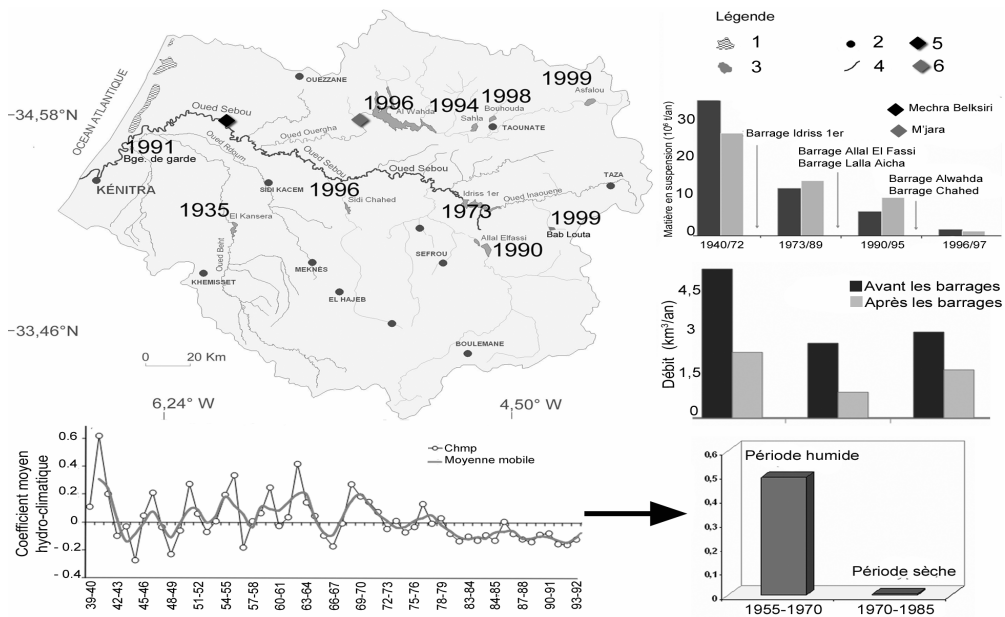 Légende
1
2
5
3
4
6
OCEAN ATLANTIQUE
34.58°N
33,46°N
6,24° W
4,50° W
0 20 Km
OUEZZANE
1999
Asfalou
1996
Al Wahda
1994
Sahla
1998
Bouhouda
TAOUNATE
Oued Sebou
Oued Ouergha
1991
Bge. de garde
Oued Rdoum
Oued Sebou
Oued Sebou
KÉNITRA
SIDI KACEM
1996
Sidi Chahed
Idriss 1er
Oued Inaouene
TAZA
1935
El Kansera
1973
1999
Bab Louta
Allal Elfassi
1990
Oued Beht
SEFROU
MEKNÈS
KHEMISSET
EL HAJEB
BOULEMANE
Matière en suspension (10⁶ t/an)
30
20
10
0
Mechra Belksiri
M'jara
Barrage Idriss 1er
Barrage Allal El Fassi
Barrage Lalla Aicha
Barrage Alwahda
Barrage Chahed
1940/72 1973/89 1990/95 1996/97
Débit (km³/an)
4,5
3
1,5
0
Avant les barrages
Après les barrages
Coefficient moyen
hydro-climatique
0.6
0.4
0.2
0
- 0.2
- 0.4
Chmp
Moyenne mobile
39-40 42-43 45-46 48-49 51-52 54-55 57-58 60-61 63-64 66-67 69-70 72-73 75-76 78-79 83-84 84-85 87-88 90-91 93-92
0,6
0,5
0,4
0,3
0,2
0,1
0
Période humide
Période sèche
1955-1970 1970-1985